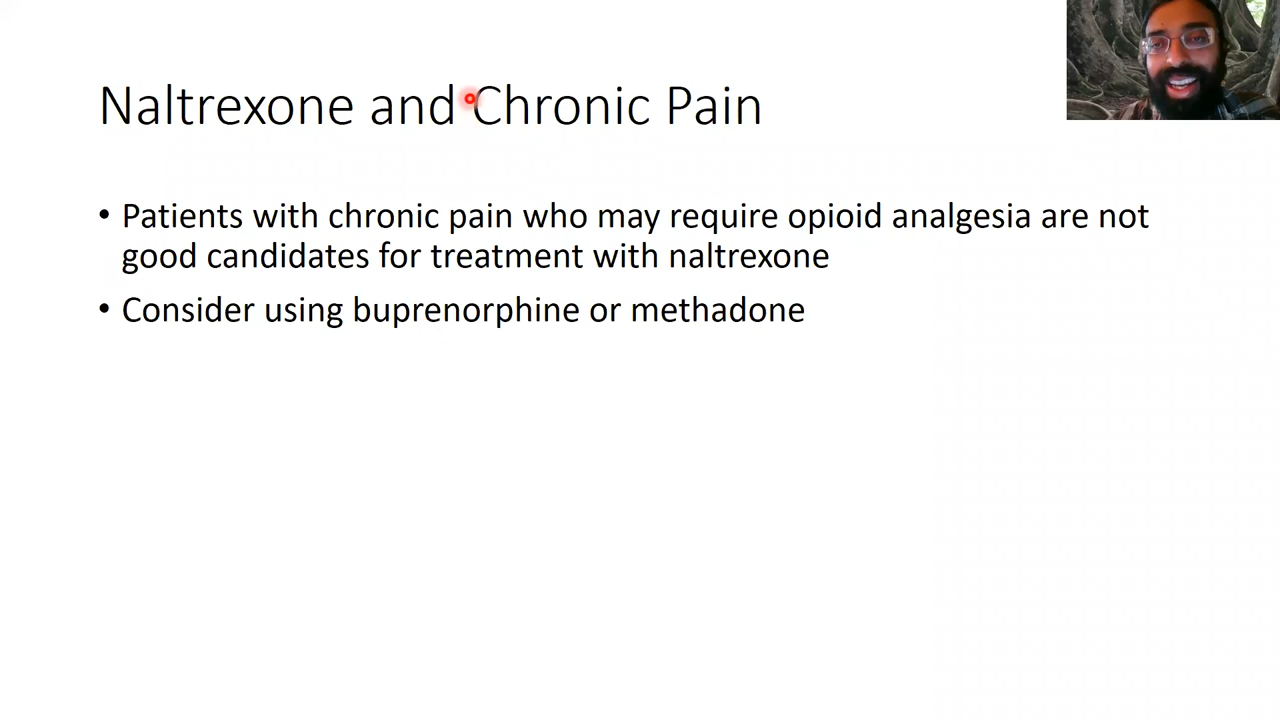 Naltrexone and Chronic Pain
• Patients with chronic pain who may require opioid analgesia are not
good candidates for treatment with naltrexone
• Consider using buprenorphine or methadone